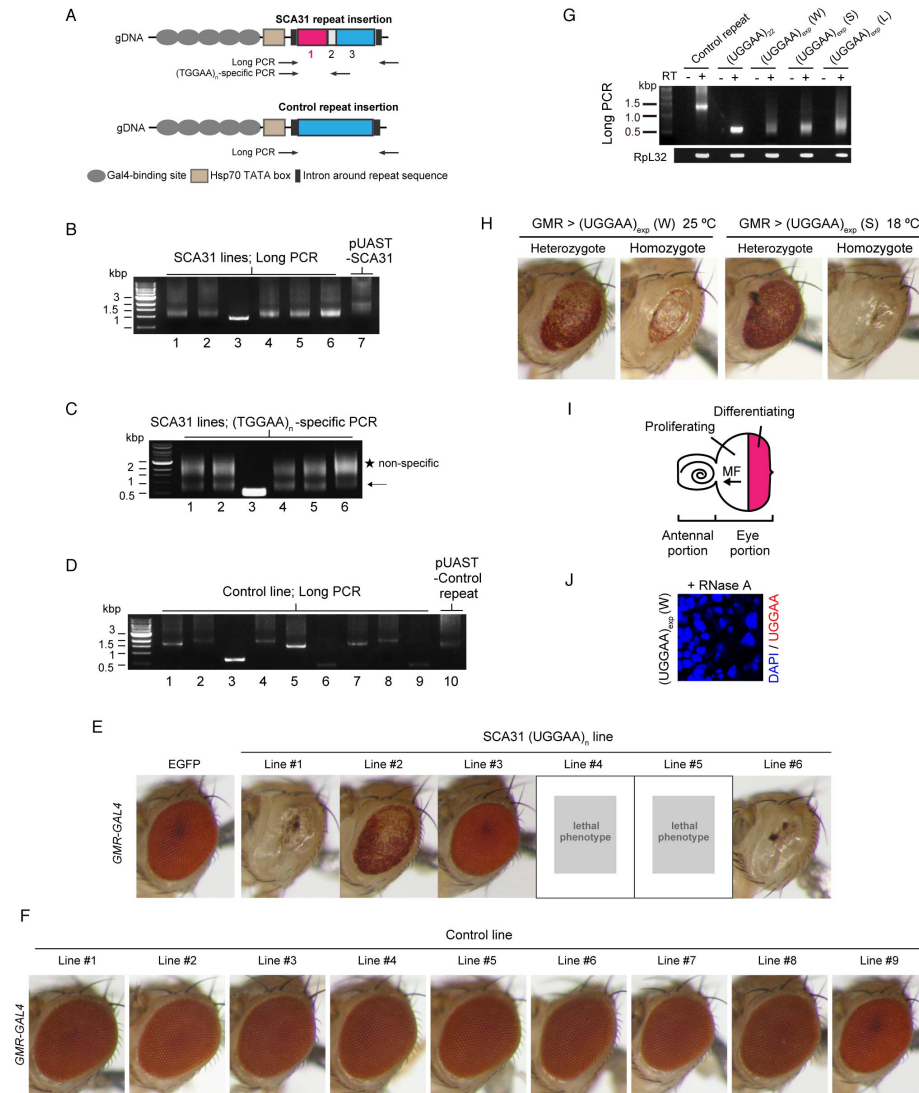 A
SCA31 repeat insertion
gDNA
1 2 3
Long PCR
(TGGAA)n-specific PCR
Control repeat insertion
gDNA
Long PCR
Gal4-binding site Hsp70 TATA box Intron around repeat sequence
B
SCA31 lines; Long PCR
pUAST
-SCA31
kbp
3
1.5
1
1 2 3 4 5 6 7
C
SCA31 lines; (TGGAA)n-specific PCR
kbp
2
1
0.5
★ non-specific
1 2 3 4 5 6
D
Control line; Long PCR
pUAST
-Control
repeat
kbp
3
1.5
1
0.5
1 2 3 4 5 6 7 8 9 10
E
SCA31 (UGGAA)n line
EGFP Line #1 Line #2 Line #3 Line #4 Line #5 Line #6
GMR-GAL4
lethal
phenotype
lethal
phenotype
F
Control line
Line #1 Line #2 Line #3 Line #4 Line #5 Line #6 Line #7 Line #8 Line #9
GMR-GAL4
G
Control repeat
(UGGAA)22
(UGGAA)exp (W)
(UGGAA)exp (S)
(UGGAA)exp (L)
RT - + - + - + - + - +
kbp
Long PCR
1.5
1.0
0.5
RpL32
H
GMR > (UGGAA)exp (W) 25 ºC GMR > (UGGAA)exp (S) 18 ºC
Heterozygote Homozygote Heterozygote Homozygote
I
Differentiating
Proliferating
MF
Antennal
portion
Eye
portion
J
+ RNase A
(UGGAA)exp (W)
DAPI / UGGAA